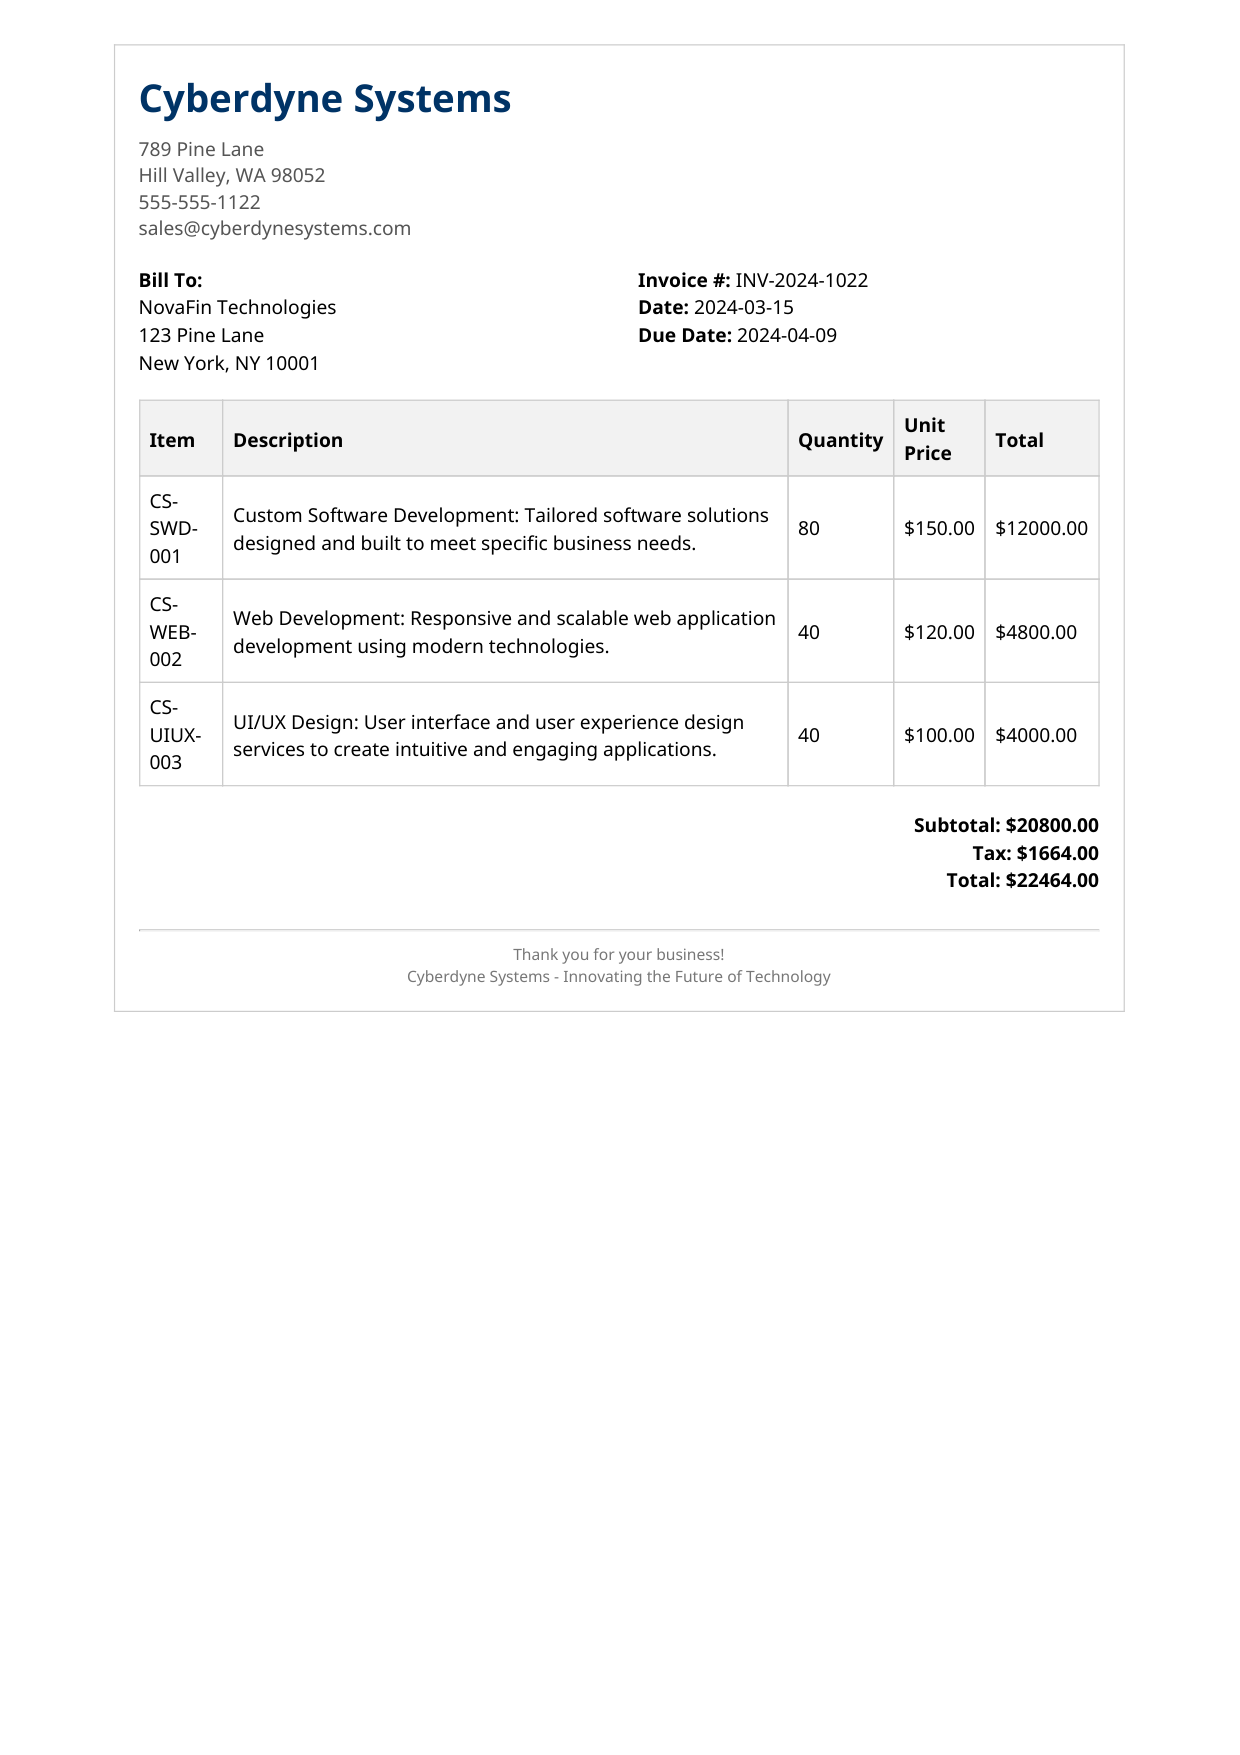 Cyberdyne Systems
789 Pine Lane
Hill Valley, WA 98052
555-555-1122
sales@cyberdynesystems.com
Bill To:
NovaFin Technologies
123 Pine Lane
New York, NY 10001
Invoice #: INV-2024-1022
Date: 2024-03-15
Due Date: 2024-04-09
Item Description Quantity Unit Price Total
CS-
SWD-
001
Custom Software Development: Tailored software solutions
designed and built to meet specific business needs.
80 $150.00 $12000.00
CS-
WEB-
002
Web Development: Responsive and scalable web application
development using modern technologies.
40 $120.00 $4800.00
CS-
UIUX-
003
UI/UX Design: User interface and user experience design
services to create intuitive and engaging applications.
40 $100.00 $4000.00
Subtotal: $20800.00
Tax: $1664.00
Total: $22464.00
Thank you for your business!
Cyberdyne Systems - Innovating the Future of Technology